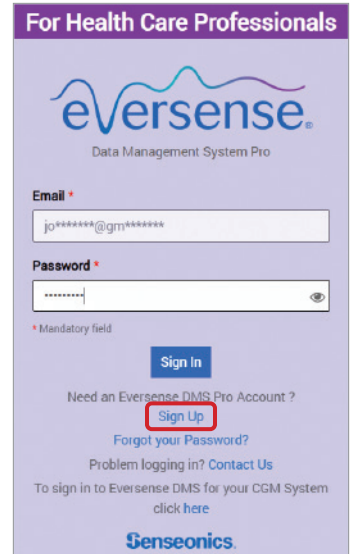 For Health Care Professionals
eversense®
Data Management System Pro
Email *
jo*******@gm*******
Password *
•••••••••
* Mandatory field
Sign In
Need an Eversense DMS Pro Account ?
Sign Up
Forgot your Password?
Problem logging in? Contact Us
To sign in to Eversense DMS for your CGM System
click here
Senseonics.